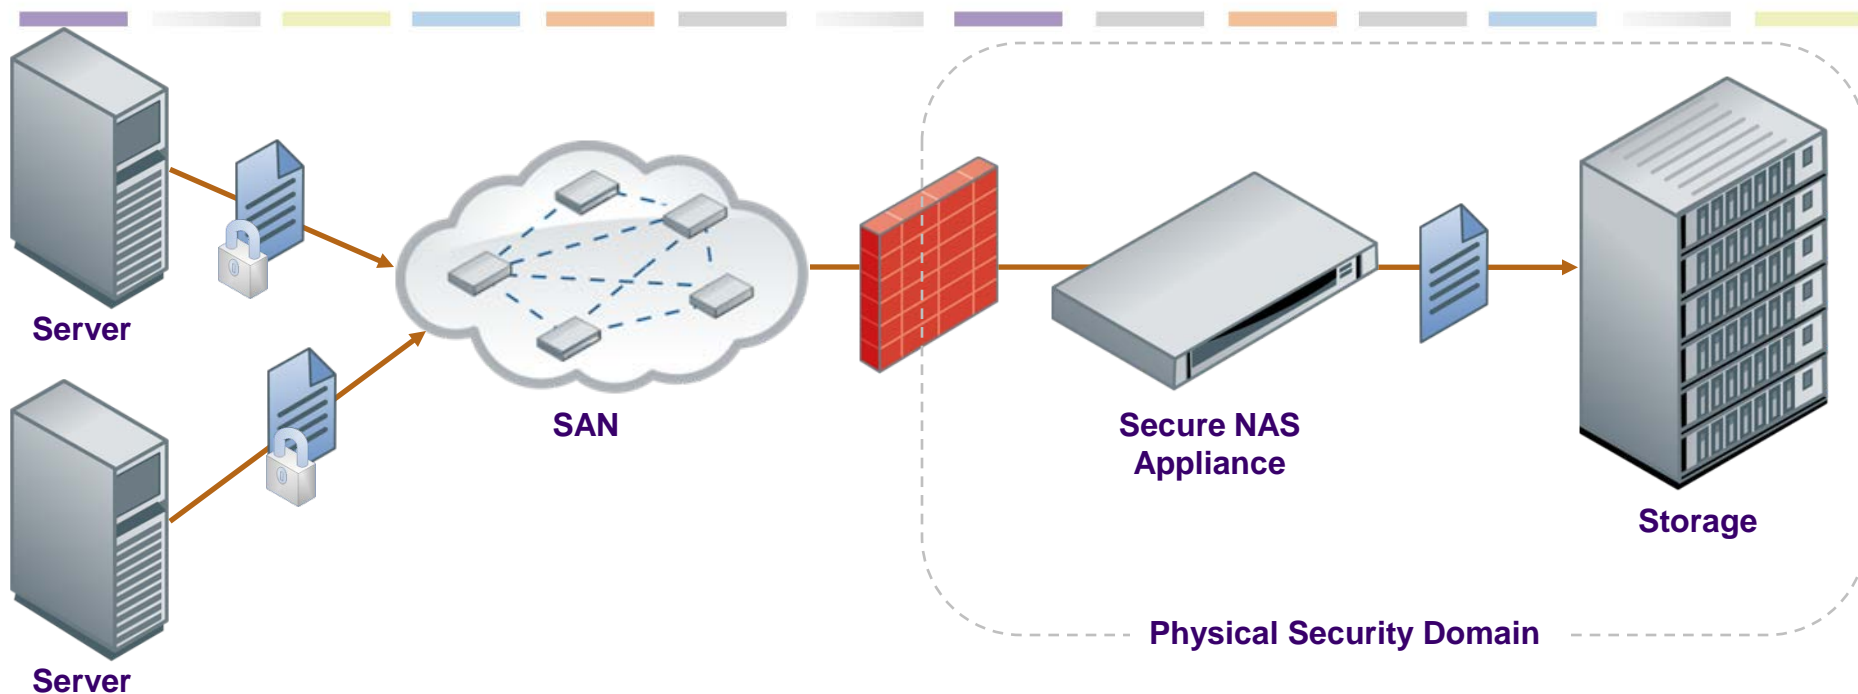 Server
SAN
Secure NAS
Appliance
Storage
Physical Security Domain
Server